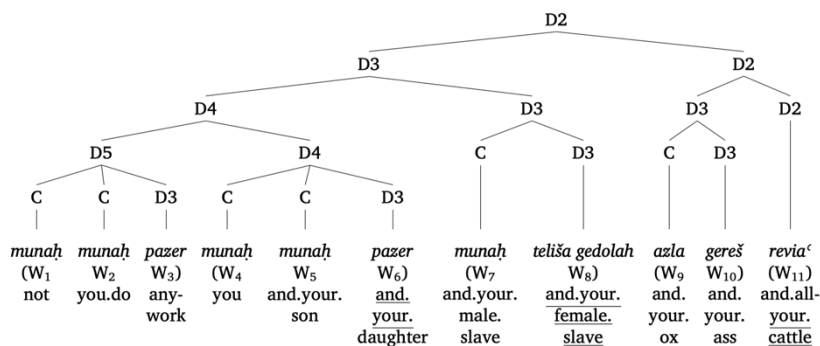 D2
D3 D2
D4 D3 D3 D2
D5 D4 C D3 C D3
C C D3 C C D3
munaḥ munaḥ pazer munaḥ munaḥ pazer munaḥ teliša gedolah azla gereš reviaʿ
(W₁ W₂ W₃) (W₄ W₅ W₆) (W₇ W₈) (W₉ W₁₀) (W₁₁)
not you.do any- you and.your. and. and.your. and.your. and. and. and.all-
work son your. male. female. your. your. your.
daughter slave slave ox ass cattle